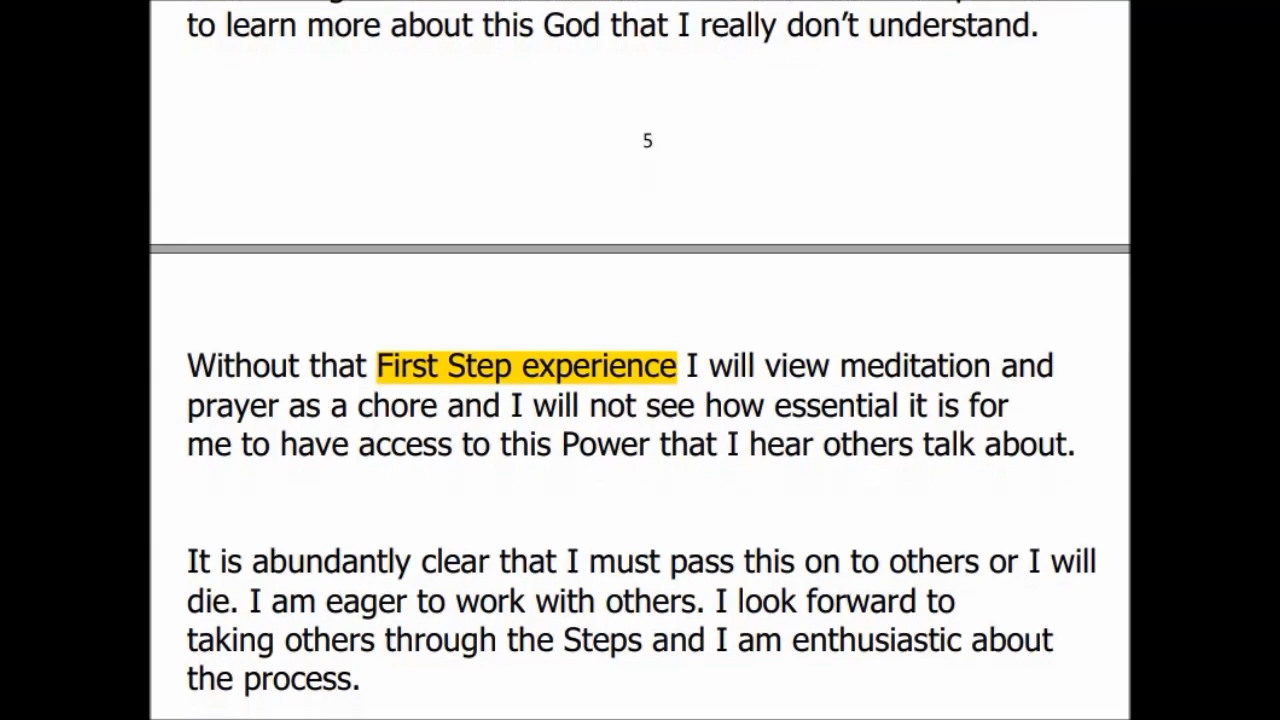 to learn more about this God that I really don’t understand.
5
Without that First Step experience I will view meditation and
prayer as a chore and I will not see how essential it is for
me to have access to this Power that I hear others talk about.
It is abundantly clear that I must pass this on to others or I will
die. I am eager to work with others. I look forward to
taking others through the Steps and I am enthusiastic about
the process.